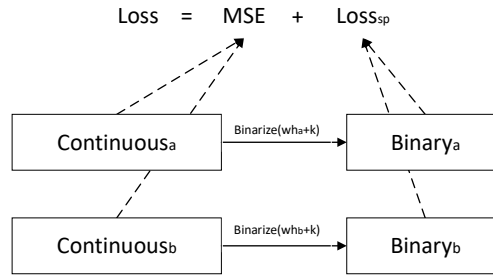 Loss = MSE + Losssp
Continuousa Binarize(wha+k) Binarya
Continuousb Binarize(whb+k) Binaryb